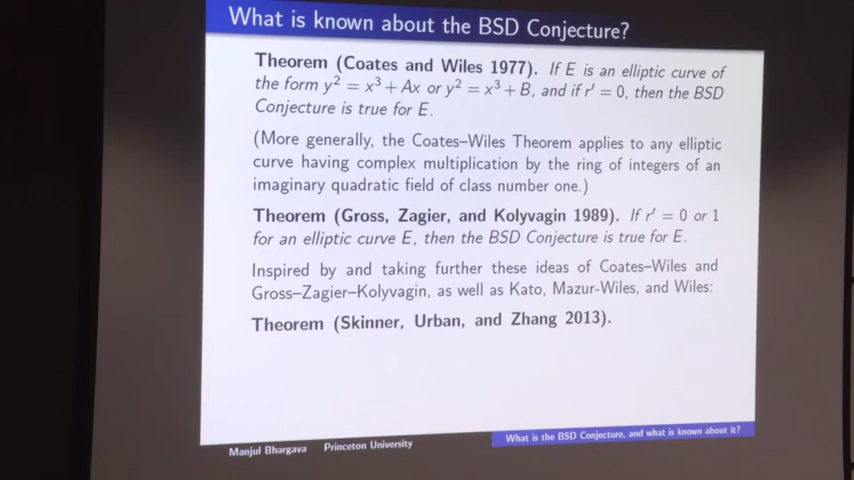 What is known about the BSD Conjecture?
Theorem (Coates and Wiles 1977). If E is an elliptic curve of
the form y² = x³ + Ax or y² = x³ + B, and if r′ = 0, then the BSD
Conjecture is true for E.
(More generally, the Coates–Wiles Theorem applies to any elliptic
curve having complex multiplication by the ring of integers of an
imaginary quadratic field of class number one.)
Theorem (Gross, Zagier, and Kolyvagin 1989). If r′ = 0 or 1
for an elliptic curve E, then the BSD Conjecture is true for E.
Inspired by and taking further these ideas of Coates–Wiles and
Gross–Zagier–Kolyvagin, as well as Kato, Mazur-Wiles, and Wiles:
Theorem (Skinner, Urban, and Zhang 2013).
Manjul Bhargava Princeton University
What is the BSD Conjecture, and what is known about it?